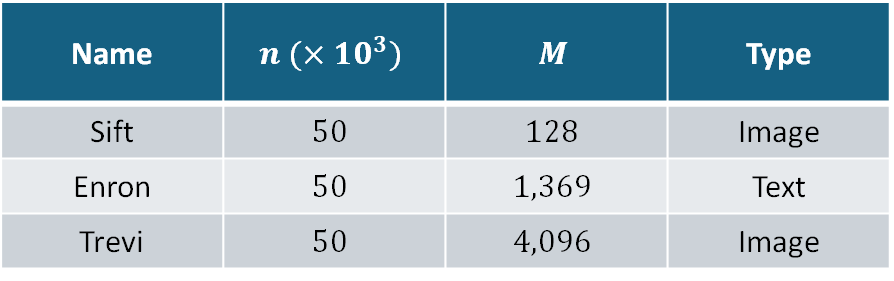 Name n (× 10³) M Type
Sift 50 128 Image
Enron 50 1,369 Text
Trevi 50 4,096 Image